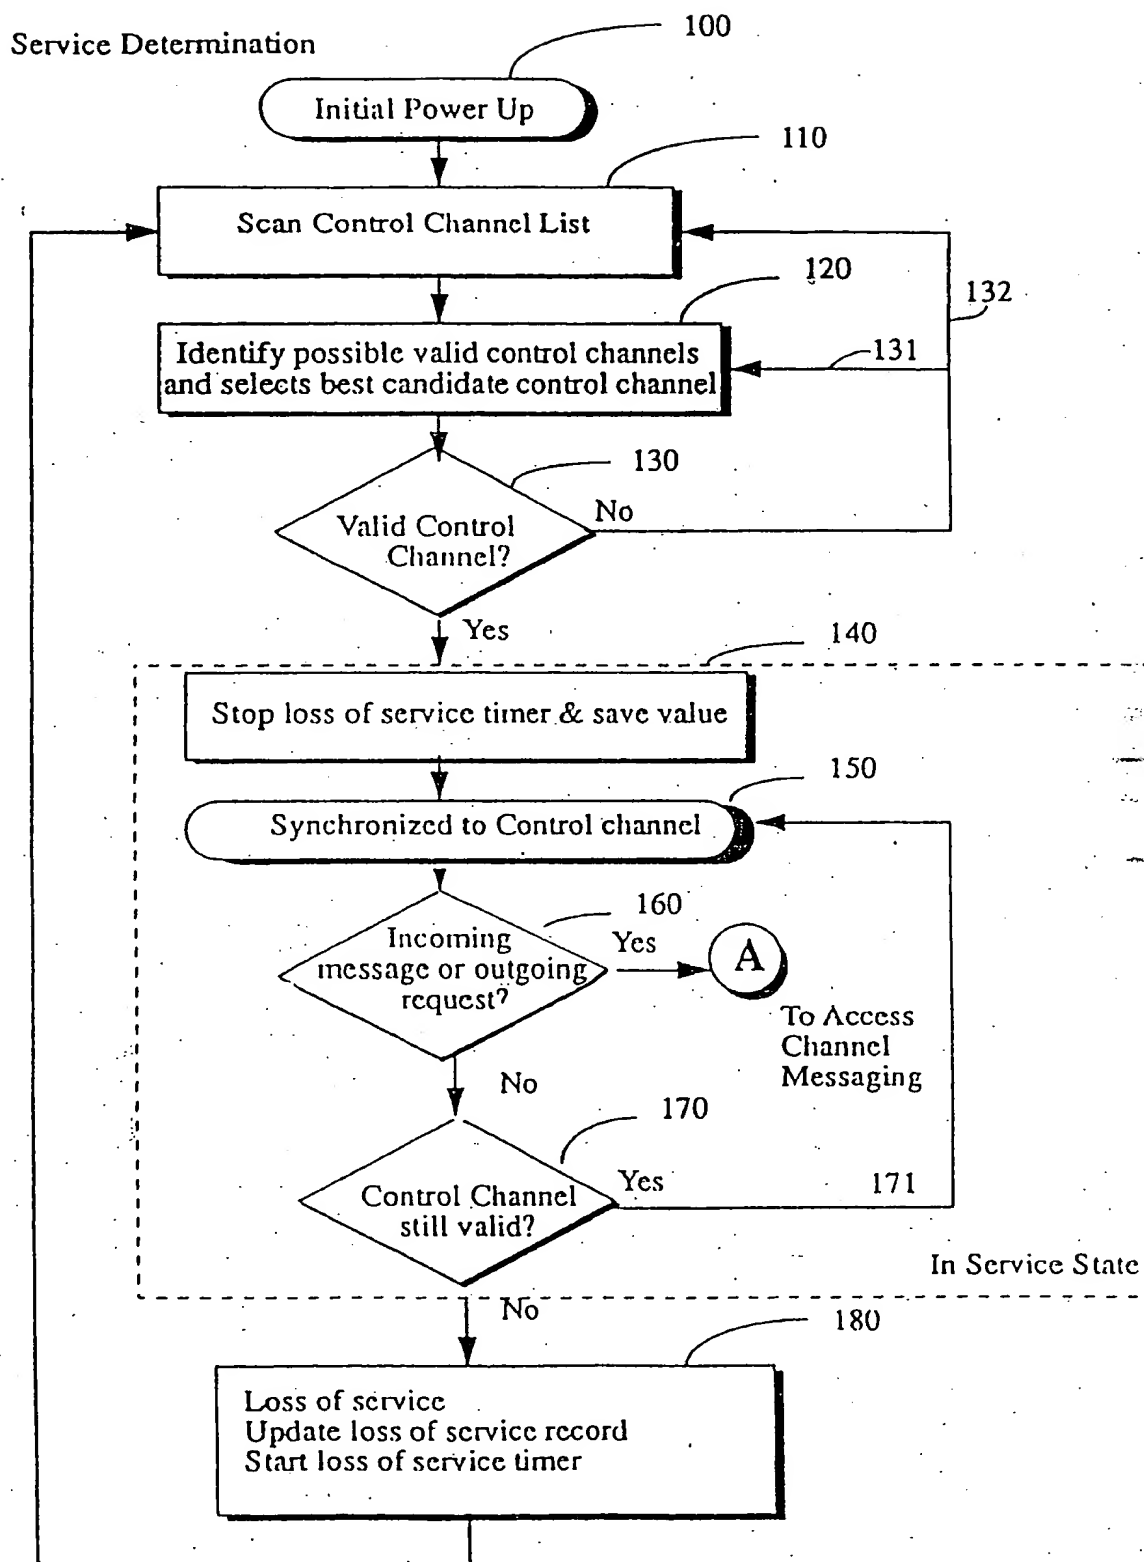 Service Determination
100
Initial Power Up
110
Scan Control Channel List
120
132
131
Identify possible valid control channels
and selects best candidate control channel
130
No
Valid Control
Channel?
Yes
140
Stop loss of service timer & save value
150
Synchronized to Control channel
160
Incoming
message or outgoing
request?
Yes
A
To Access
Channel
Messaging
No
170
Control Channel
still valid?
Yes
171
In Service State
No
180
Loss of service
Update loss of service record
Start loss of service timer